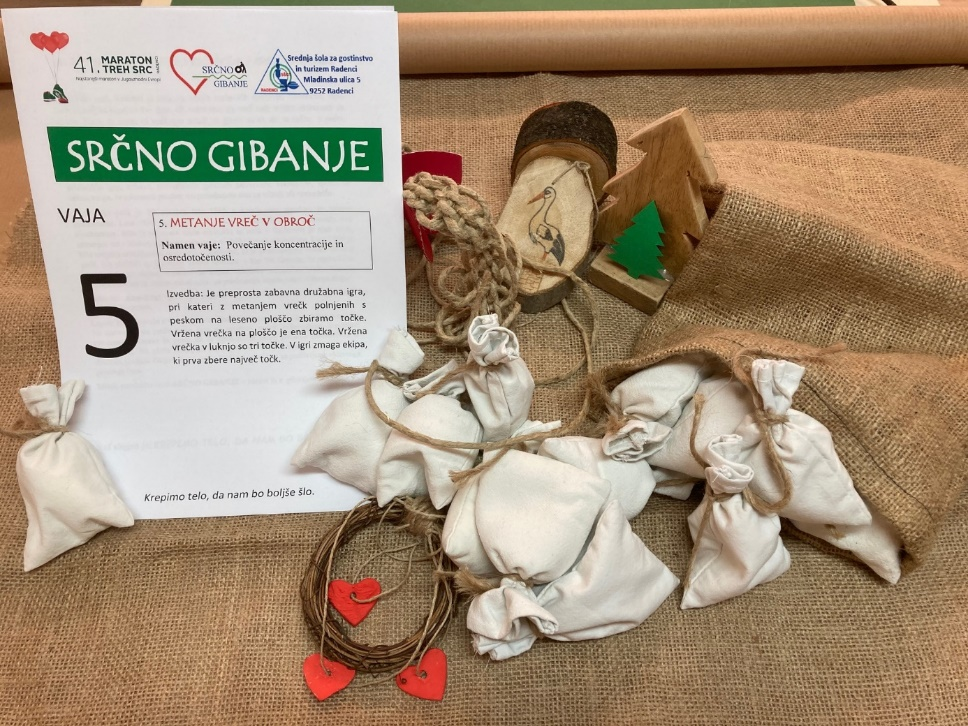 41. MARATON
TREH SRC
RADENCI
SRČNO
GIBANJE
Srednja šola za gostinstvo
in turizem Radenci
Mladinska ulica 5
9252 Radenci
RADENCI
SRČNO GIBANJE
VAJA
5
5. METANJE VREČ V OBROČ
Namen vaje: Povečanje koncentracije in
osredotočenosti.
Izvedba: Je preprosta zabavna družabna igra,
pri kateri z metanjem vrečk polnjenih s
peskom na leseno ploščo zbiramo točke.
Vržena vrečka na ploščo je ena točka. Vržena
vrečka v luknjo so tri točke. V igri zmaga ekipa,
ki prva zbere največ točk.
Krepimo telo, da nam bo boljše šlo.